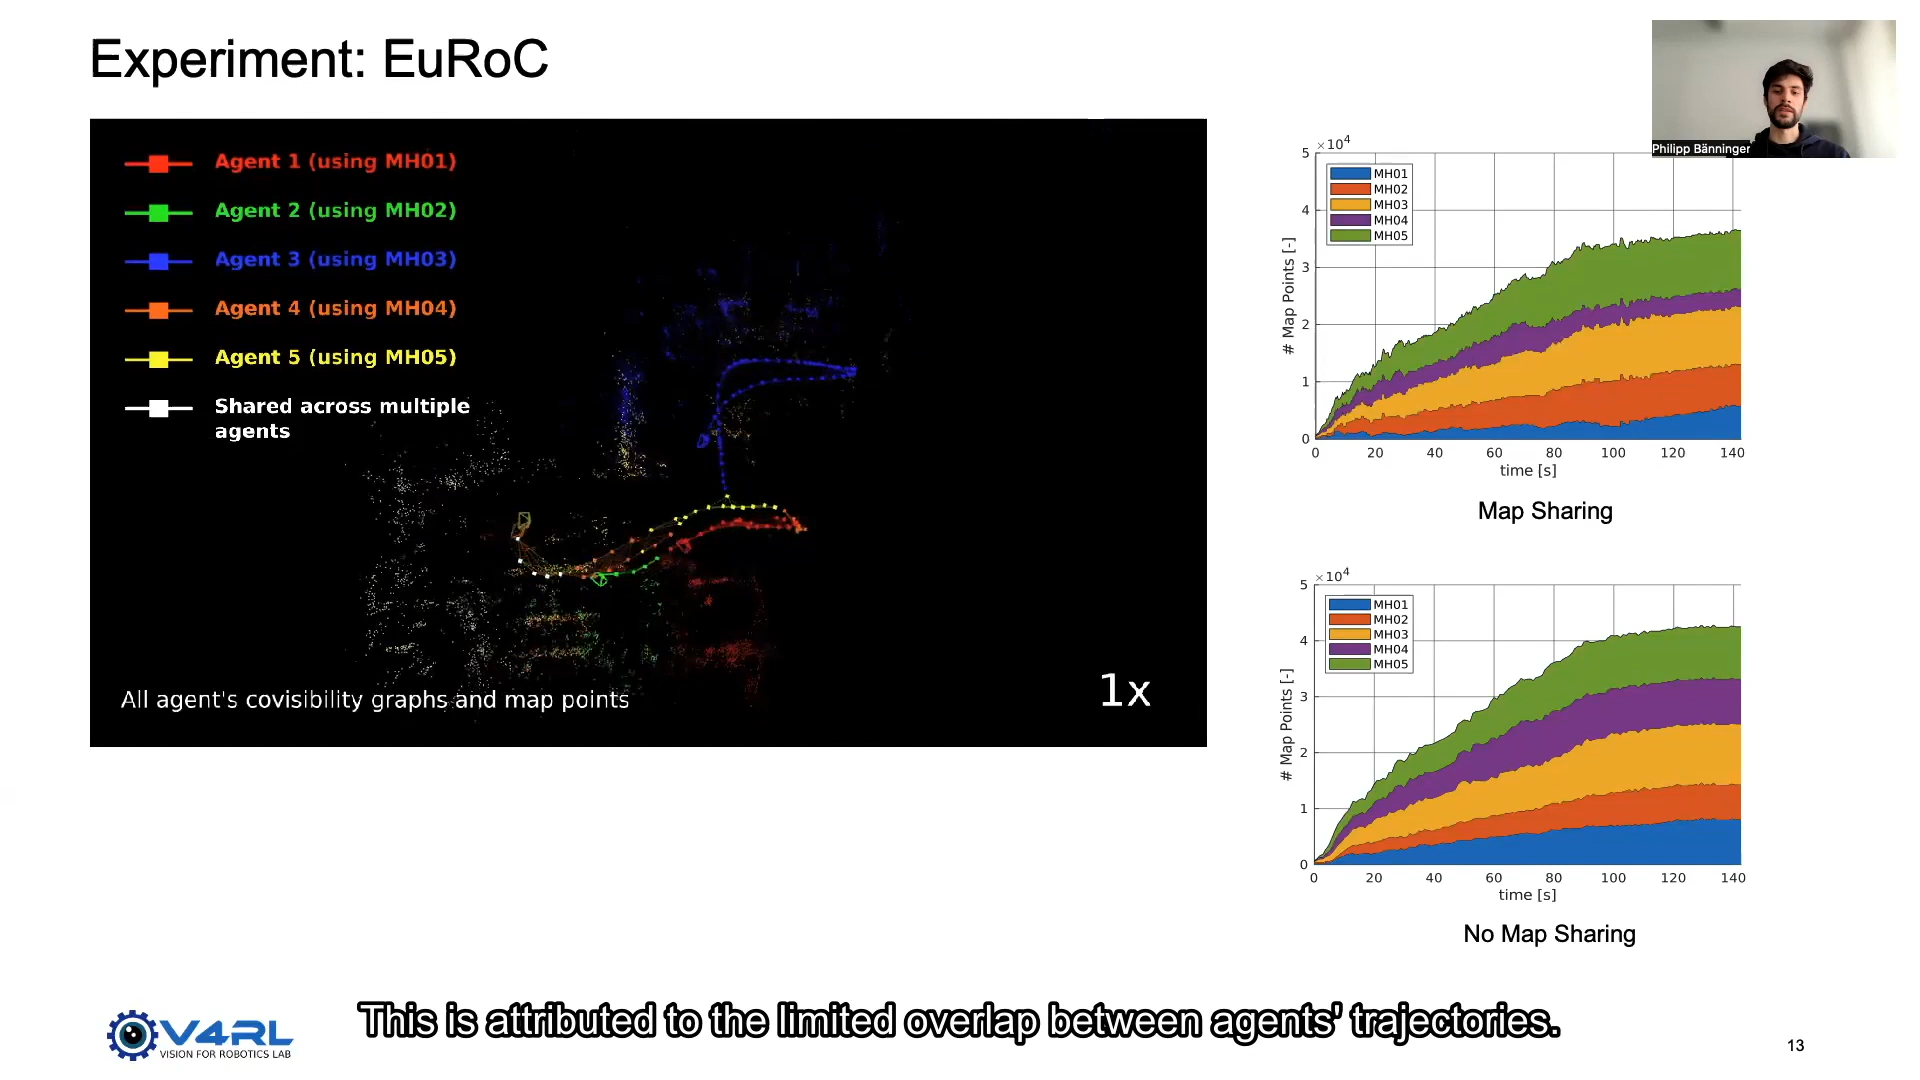 Experiment: EuRoC
Agent 1 (using MH01)
Agent 2 (using MH02)
Agent 3 (using MH03)
Agent 4 (using MH04)
Agent 5 (using MH05)
Shared across multiple
agents
All agent's covisibility graphs and map points
1x
Philipp Bänninger
×10⁴
MH01
MH02
MH03
MH04
MH05
# Map Points [-]
5
4
3
2
1
0
0 20 40 60 80 100 120 140
time [s]
Map Sharing
×10⁴
MH01
MH02
MH03
MH04
MH05
# Map Points [-]
5
4
3
2
1
0
0 20 40 60 80 100 120 140
time [s]
No Map Sharing
V4RL
VISION FOR ROBOTICS LAB
This is attributed to the limited overlap between agents' trajectories.
13